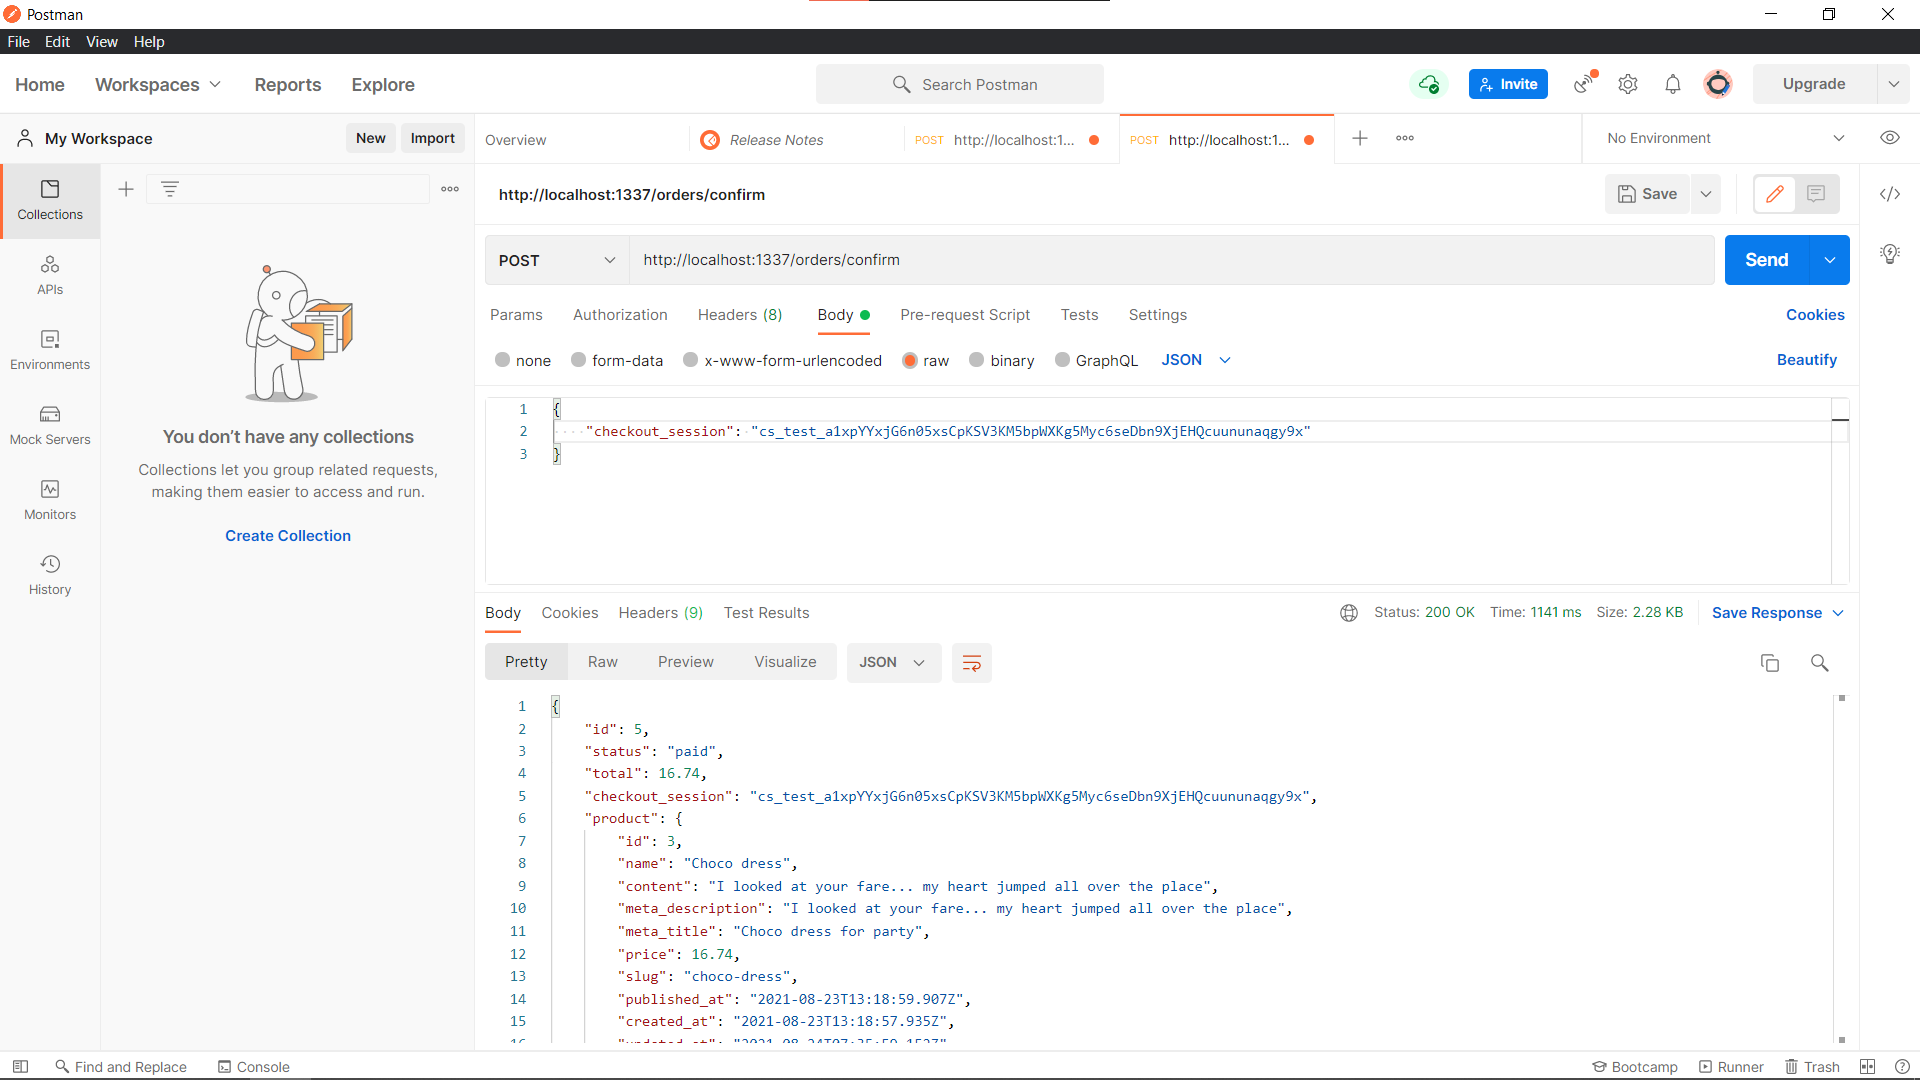 Postman
File Edit View Help
Home Workspaces Reports Explore Search Postman Invite Upgrade
My Workspace New Import
Overview Release Notes POST http://localhost:1... POST http://localhost:1... No Environment
Collections
APIs
Environments
Mock Servers
Monitors
History
You don’t have any collections
Collections let you group related requests,
making them easier to access and run.
Create Collection
http://localhost:1337/orders/confirm Save
POST http://localhost:1337/orders/confirm Send
Params Authorization Headers (8) Body Pre-request Script Tests Settings Cookies
none form-data x-www-form-urlencoded raw binary GraphQL JSON Beautify
1 {
2 "checkout_session": "cs_test_a1xpYYxjG6n05xsCpKSV3KM5bpWXKg5Myc6seDbn9XjEHQcuununaqgy9x"
3 }
Body Cookies Headers (9) Test Results Status: 200 OK Time: 1141 ms Size: 2.28 KB Save Response
Pretty Raw Preview Visualize JSON
1 {
2 "id": 5,
3 "status": "paid",
4 "total": 16.74,
5 "checkout_session": "cs_test_a1xpYYxjG6n05xsCpKSV3KM5bpWXKg5Myc6seDbn9XjEHQcuununaqgy9x",
6 "product": {
7 "id": 3,
8 "name": "Choco dress",
9 "content": "I looked at your fare... my heart jumped all over the place",
10 "meta_description": "I looked at your fare... my heart jumped all over the place",
11 "meta_title": "Choco dress for party",
12 "price": 16.74,
13 "slug": "choco-dress",
14 "published_at": "2021-08-23T13:18:59.907Z",
15 "created_at": "2021-08-23T13:18:57.935Z",
Find and Replace Console Bootcamp Runner Trash